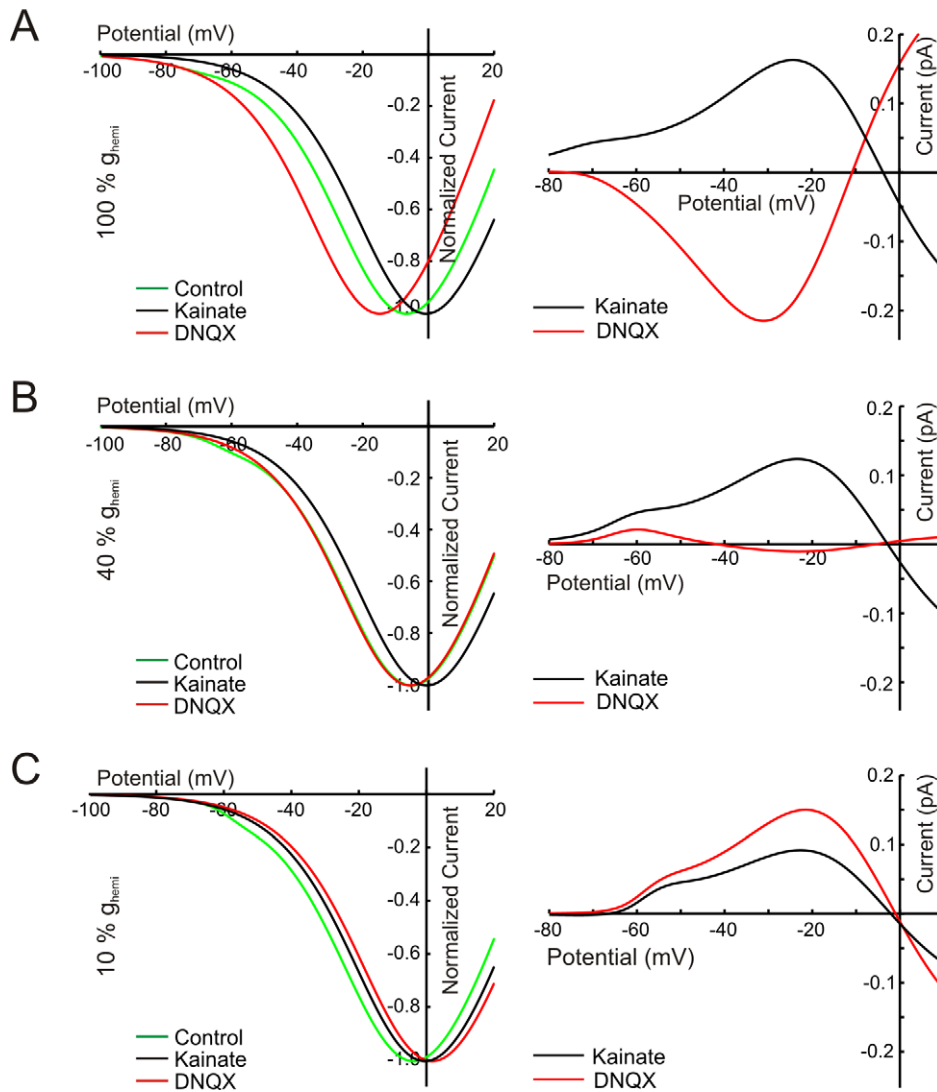 A
Potential (mV)
-100 -80 -60 -40 -20 20
-0.2
-0.4
-0.6
-0.8
-1.0
Normalized Current
100 % ghemi
Control
Kainate
DNQX
0.2
0.1
-0.1
-0.2
Current (pA)
-80 -60 -40 -20
Potential (mV)
Kainate
DNQX
B
Potential (mV)
-100 -80 -60 -40 -20 20
-0.2
-0.4
-0.6
-0.8
-1.0
Normalized Current
40 % ghemi
Control
Kainate
DNQX
0.2
0.1
-0.1
-0.2
Current (pA)
-80 -60 -40 -20
Potential (mV)
Kainate
DNQX
C
Potential (mV)
-100 -80 -60 -40 -20 20
-0.2
-0.4
-0.6
-0.8
-1.0
Normalized Current
10 % ghemi
Control
Kainate
DNQX
0.2
0.1
-0.1
-0.2
Current (pA)
-80 -60 -40 -20
Potential (mV)
Kainate
DNQX